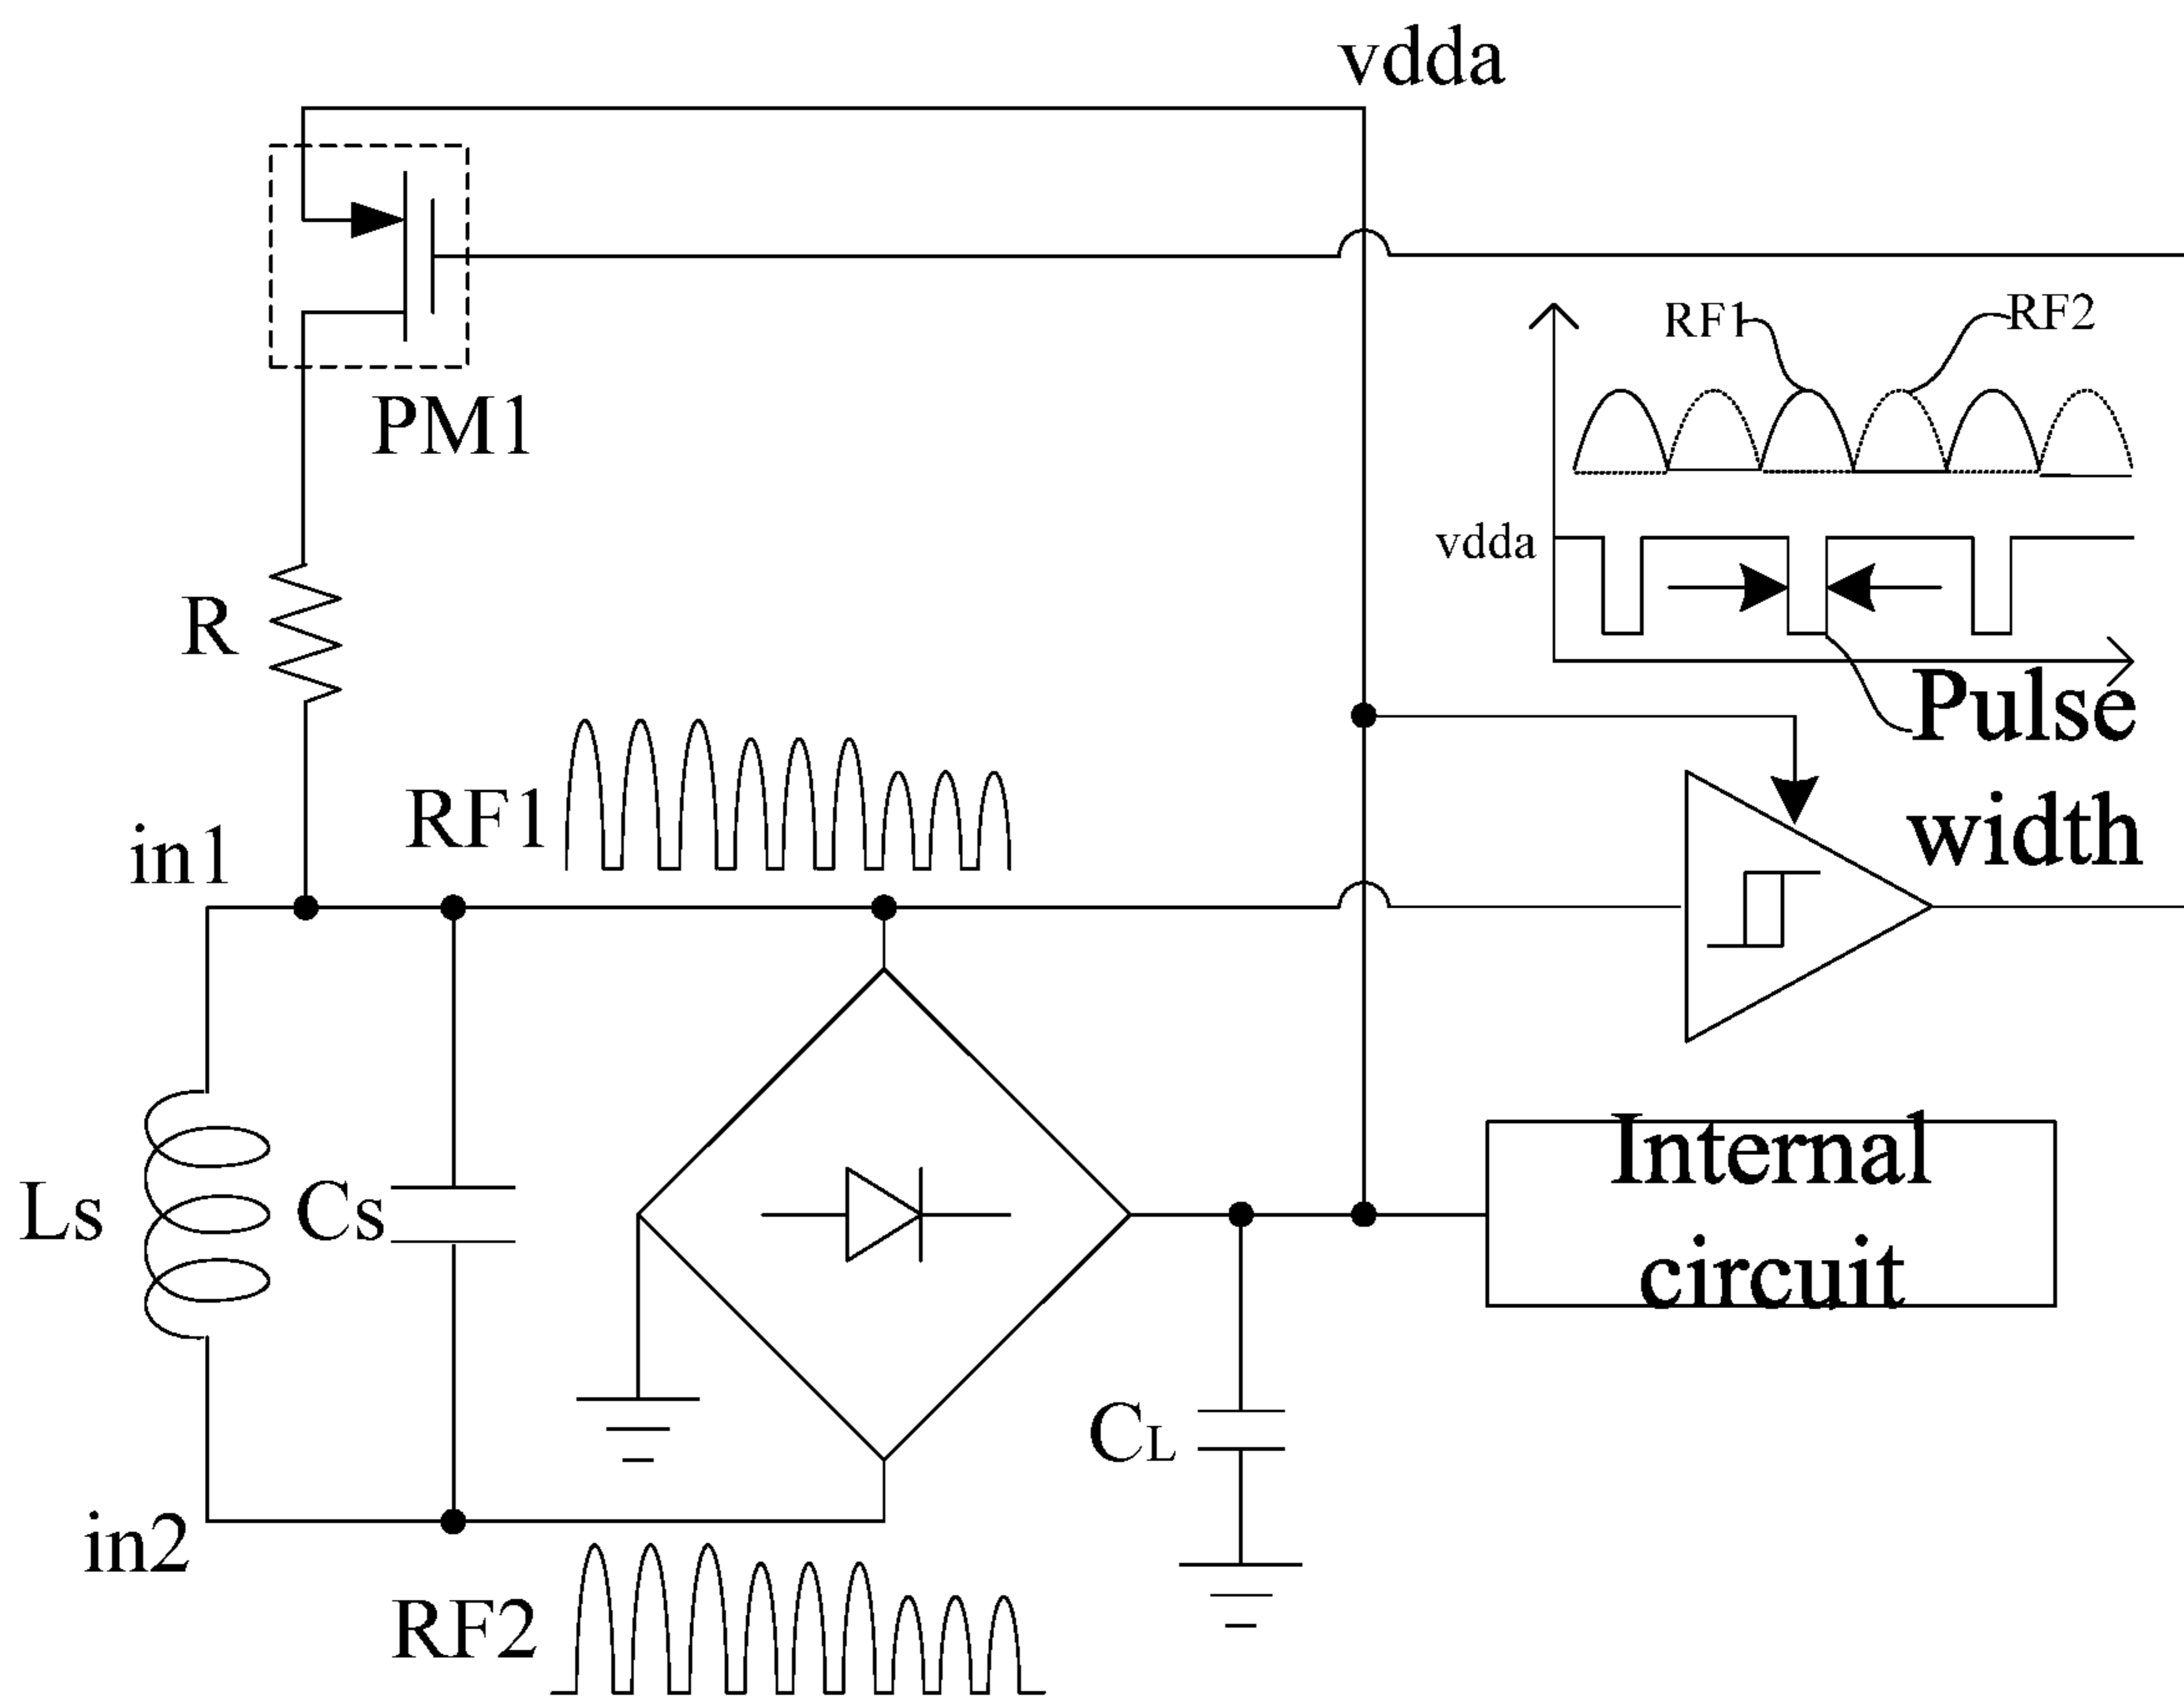 vdda
RF1
RF2
PM1
vdda
R
Pulse
width
RF1
in1
Internal
circuit
Ls
Cs
CL
in2
RF2